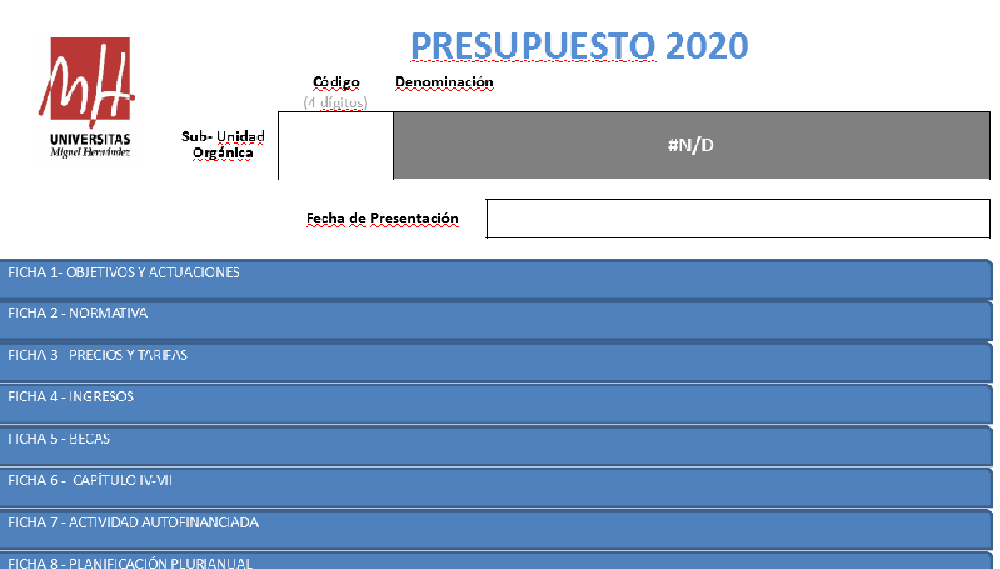 PRESUPUESTO 2020
Código
Denominación
(4 dígitos)
Sub- Unidad
Orgánica
#N/D
UNIVERSITAS
Miguel Hernández
Fecha de Presentación
FICHA 1- OBJETIVOS Y ACTUACIONES
FICHA 2 - NORMATIVA
FICHA 3 - PRECIOS Y TARIFAS
FICHA 4 - INGRESOS
FICHA 5 - BECAS
FICHA 6 - CAPÍTULO IV-VII
FICHA 7 - ACTIVIDAD AUTOFINANCIADA
FICHA 8 - PLANIFICACIÓN PLURIANUAL